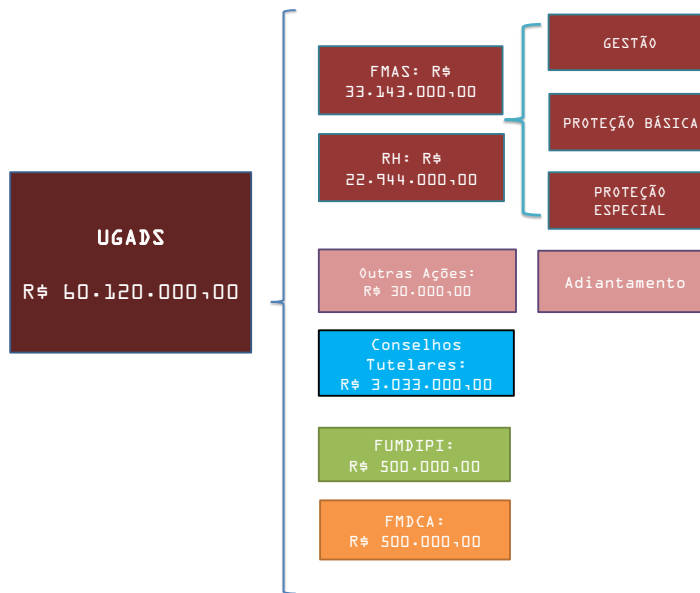 UGADS
R$ 60.120.000,00
FMAS: R$
33.143.000,00
RH: R$
22.944.000,00
GESTÃO
PROTEÇÃO BÁSICA
PROTEÇÃO
ESPECIAL
Outras Ações:
R$ 30.000,00
Adiantamento
Conselhos
Tutelares:
R$ 3.033.000,00
FUMDIPI:
R$ 500.000,00
FMDCA:
R$ 500.000,00